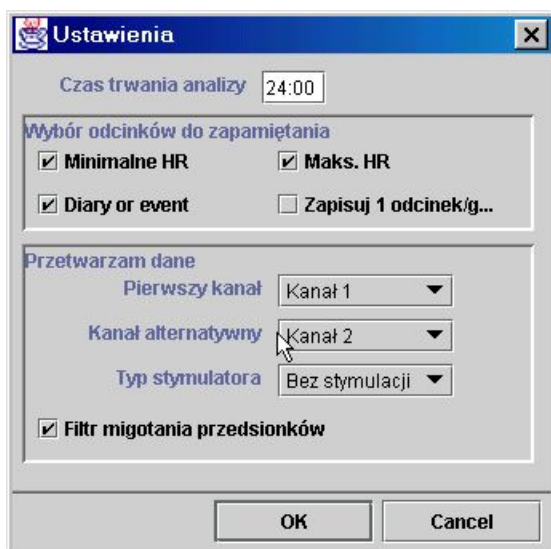 Ustawienia
Czas trwania analizy 24:00
Wybór odcinków do zapamiętania
Minimalne HR Maks. HR
Diary or event Zapisuj 1 odcinek/g...
Przetwarzam dane
Pierwszy kanał Kanał 1
Kanał alternatywny Kanał 2
Typ stymulatora Bez stymulacji
Filtr migotania przedsionków
OK Cancel